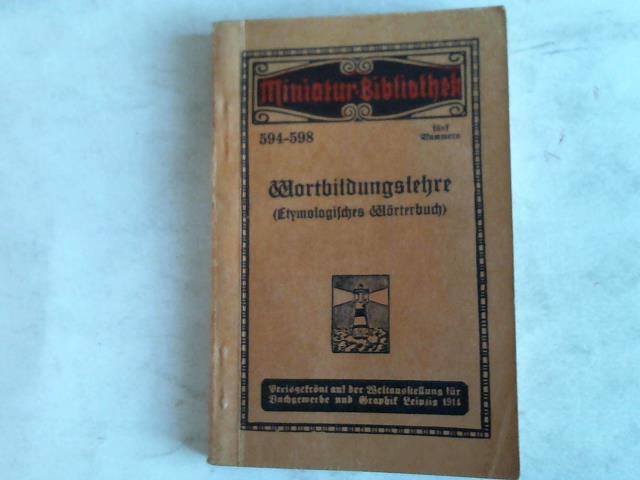 Miniatur-Bibliothek
594-598
fünf
Nummern
Wortbildungslehre
(Etymologisches Wörterbuch)
Preisgekrönt auf der Weltausstellung für
Buchgewerbe und Graphik Leipzig 1914